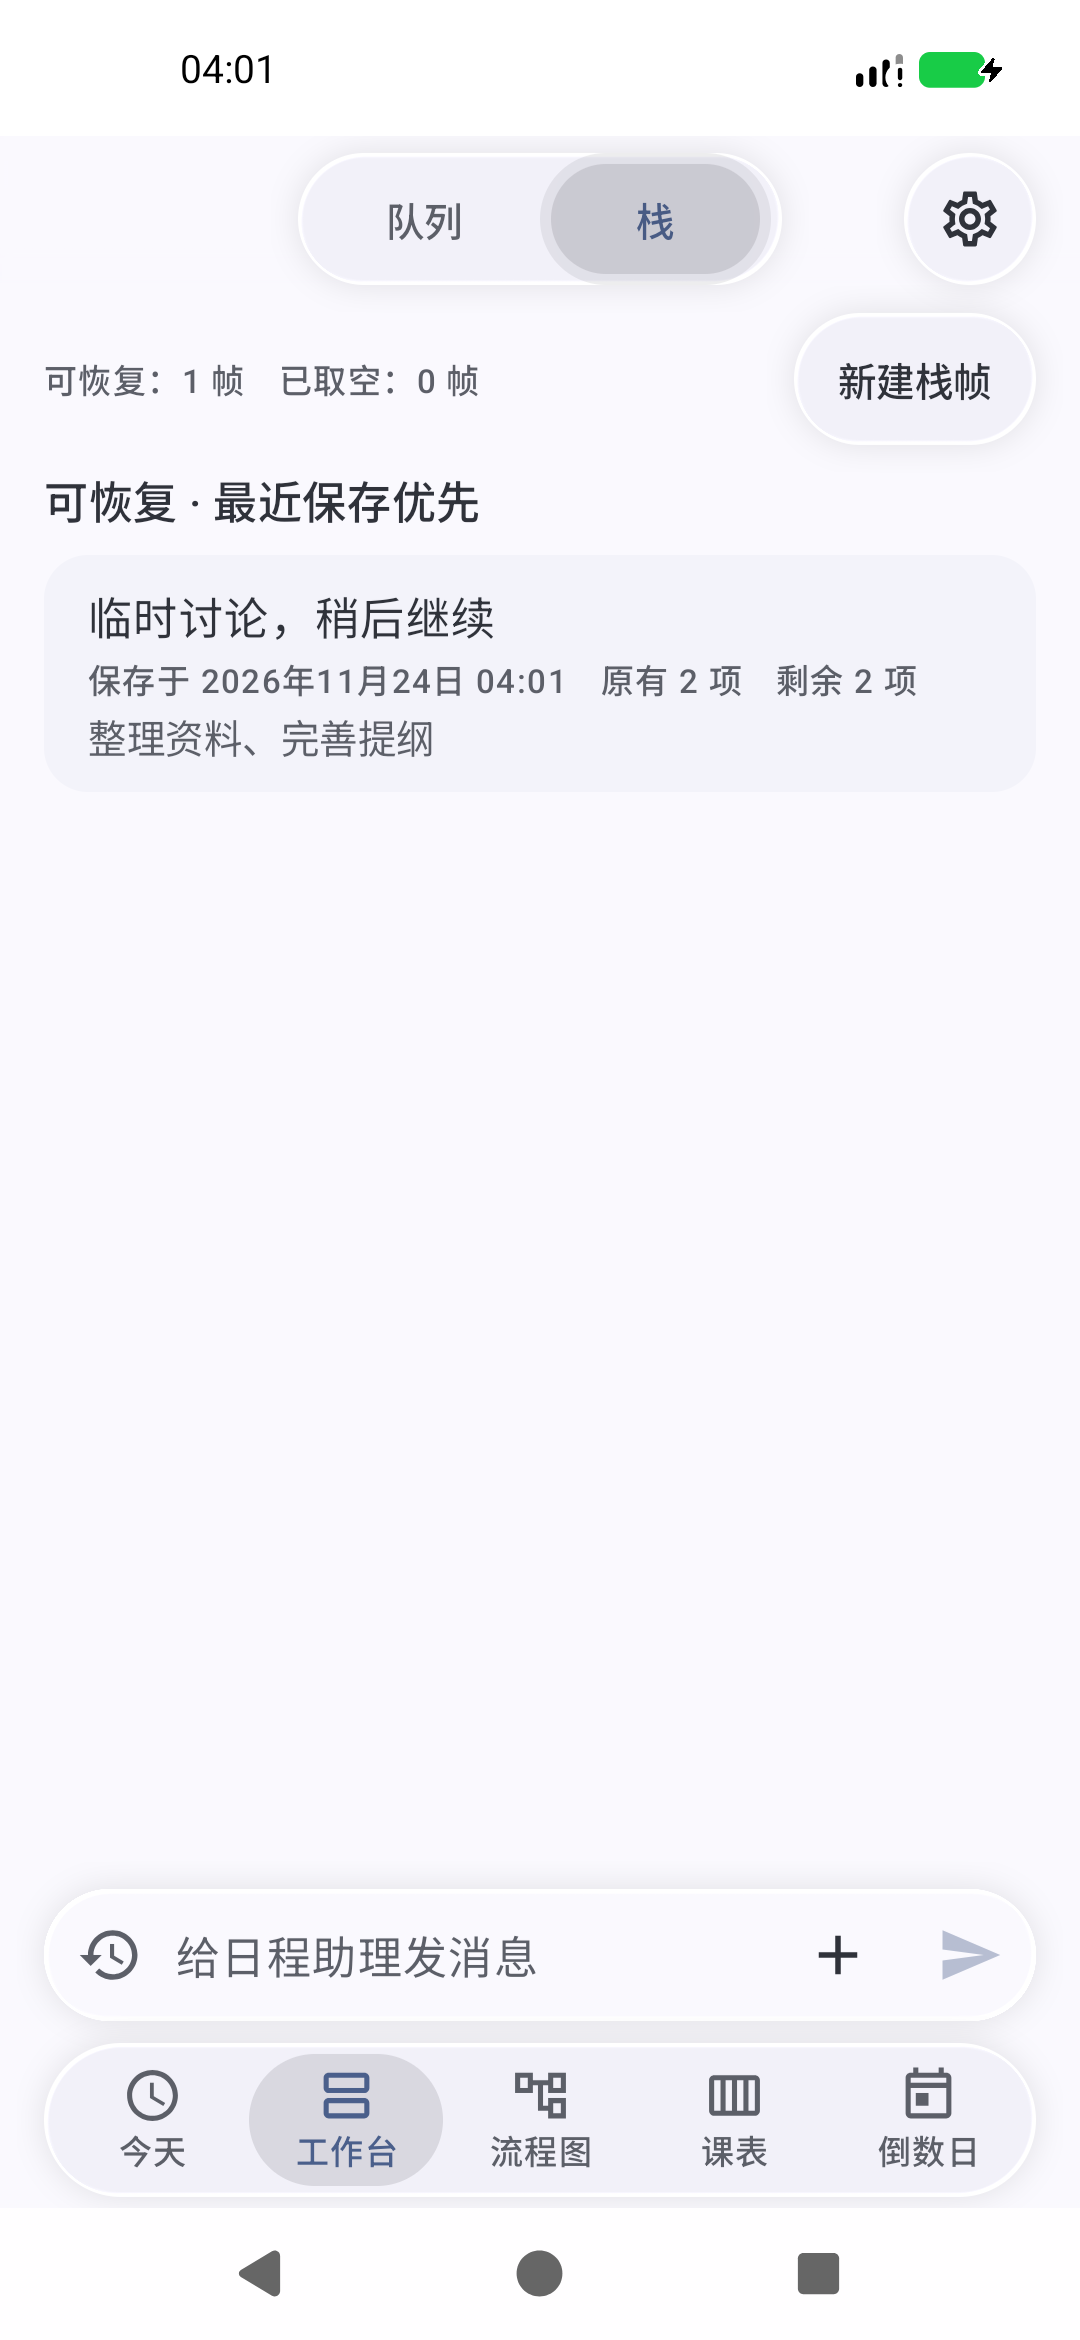 04:01
队列 栈
可恢复：1 帧 已取空：0 帧
新建栈帧
可恢复 · 最近保存优先
临时讨论，稍后继续
保存于 2026年11月24日 04:01 原有 2 项 剩余 2 项
整理资料、完善提纲
给日程助理发消息
今天 工作台 流程图 课表 倒数日